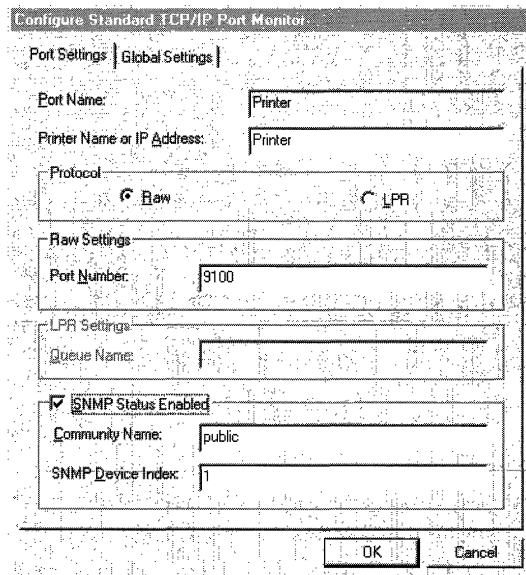 Configure Standard TCP/IP Port Monitor
Port Settings Global Settings
Port Name: Printer
Printer Name or IP Address: Printer
Protocol
Raw LPR
Raw Settings
Port Number: 9100
LPR Settings
Queue Name:
SNMP Status Enabled
Community Name: public
SNMP Device Index: 1
OK Cancel